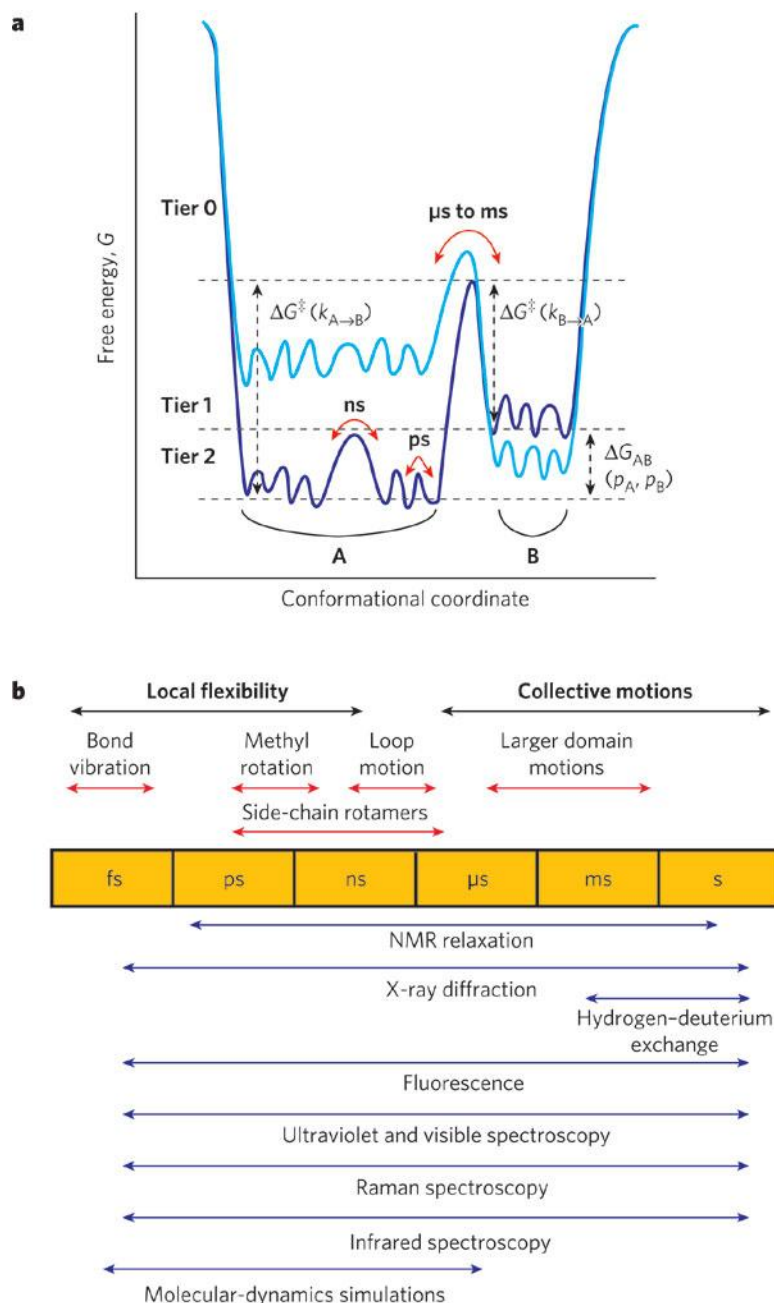 a
Free energy, G
Tier 0
Tier 1
Tier 2
µs to ms
ΔG‡ (kA→B)
ΔG‡ (kB→A)
ns
ps
ΔGAB
(pA, pB)
A
B
Conformational coordinate
b
Local flexibility
Collective motions
Bond
vibration
Methyl
rotation
Loop
motion
Larger domain
motions
Side-chain rotamers
fs ps ns µs ms s
NMR relaxation
X-ray diffraction
Hydrogen–deuterium
exchange
Fluorescence
Ultraviolet and visible spectroscopy
Raman spectroscopy
Infrared spectroscopy
Molecular-dynamics simulations